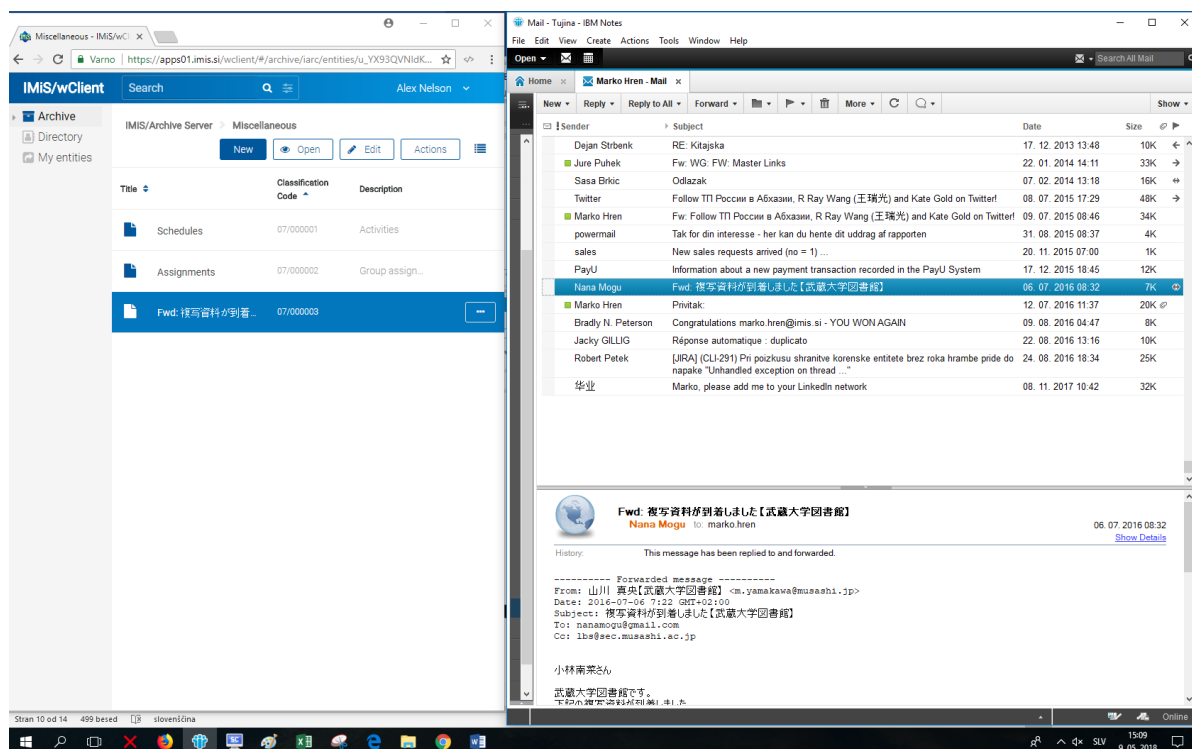 Miscellaneous - IMiS/wCl
Varno
https://apps01.imis.si/wclient/#/archive/iarc/entities/u_YX93QVNIdK...
IMiS/wClient
Search
Alex Nelson
Archive
Directory
My entities
IMiS/Archive Server
Miscellaneous
New
Open
Edit
Actions
Title
Classification Code
Description
Schedules 07/000001 Activities
Assignments 07/000002 Group assign...
Fwd: 複写資料が到着... 07/000003
Stran 10 od 14 499 besed slovenščina
Mail - Tujina - IBM Notes
File Edit View Create Actions Tools Window Help
Open
Search All Mail
Home
Marko Hren - Mail
New Reply Reply to All Forward More Show
Sender Subject Date Size
Dejan Strbenk RE: Kitajska 17. 12. 2013 13:48 10K
Jure Puhek Fw: WG: FW: Master Links 22. 01. 2014 14:11 33K
Sasa Brkic Odlazak 07. 02. 2014 13:18 16K
Twitter Follow ТП России в Абхазии, R Ray Wang (王瑞光) and Kate Gold on Twitter! 08. 07. 2015 17:29 48K
Marko Hren Fw: Follow ТП России в Абхазии, R Ray Wang (王瑞光) and Kate Gold on Twitter! 09. 07. 2015 08:46 34K
powermail Tak for din interesse - her kan du hente dit uddrag af rapporten 31. 08. 2015 08:37 4K
sales New sales requests arrived (no = 1) ... 20. 11. 2015 07:00 1K
PayU Information about a new payment transaction recorded in the PayU System 17. 12. 2015 18:45 12K
Nana Mogu Fwd: 複写資料が到着しました【武蔵大学図書館】 06. 07. 2016 08:32 7K
Marko Hren Privitak: 12. 07. 2016 11:37 20K
Bradly N. Peterson Congratulations marko.hren@imis.si - YOU WON AGAIN 09. 08. 2016 04:47 8K
Jacky GILLIG Réponse automatique : duplicato 22. 08. 2016 13:16 10K
Robert Petek [JIRA] (CLI-291) Pri poizkusu shranitve korenske entitete brez roka hrambe pride do 24. 08. 2016 18:34 25K
napake "Unhandled exception on thread ..."
华业 Marko, please add me to your LinkedIn network 08. 11. 2017 10:42 32K
Fwd: 複写資料が到着しました【武蔵大学図書館】
Nana Mogu to: marko.hren 06. 07. 2016 08:32
Show Details
History: This message has been replied to and forwarded.
---------- Forwarded message ----------
From: 山川 真央【武蔵大学図書館】 <m.yamakawa@musashi.jp>
Date: 2016-07-06 7:22 GMT+02:00
Subject: 複写資料が到着しました【武蔵大学図書館】
To: nanamogu@gmail.com
Cc: lbs@sec.musashi.ac.jp
小林南菜さん
武蔵大学図書館です。
下記の複写資料が到着しました
Online
SLV
15:09
9. 05. 2018